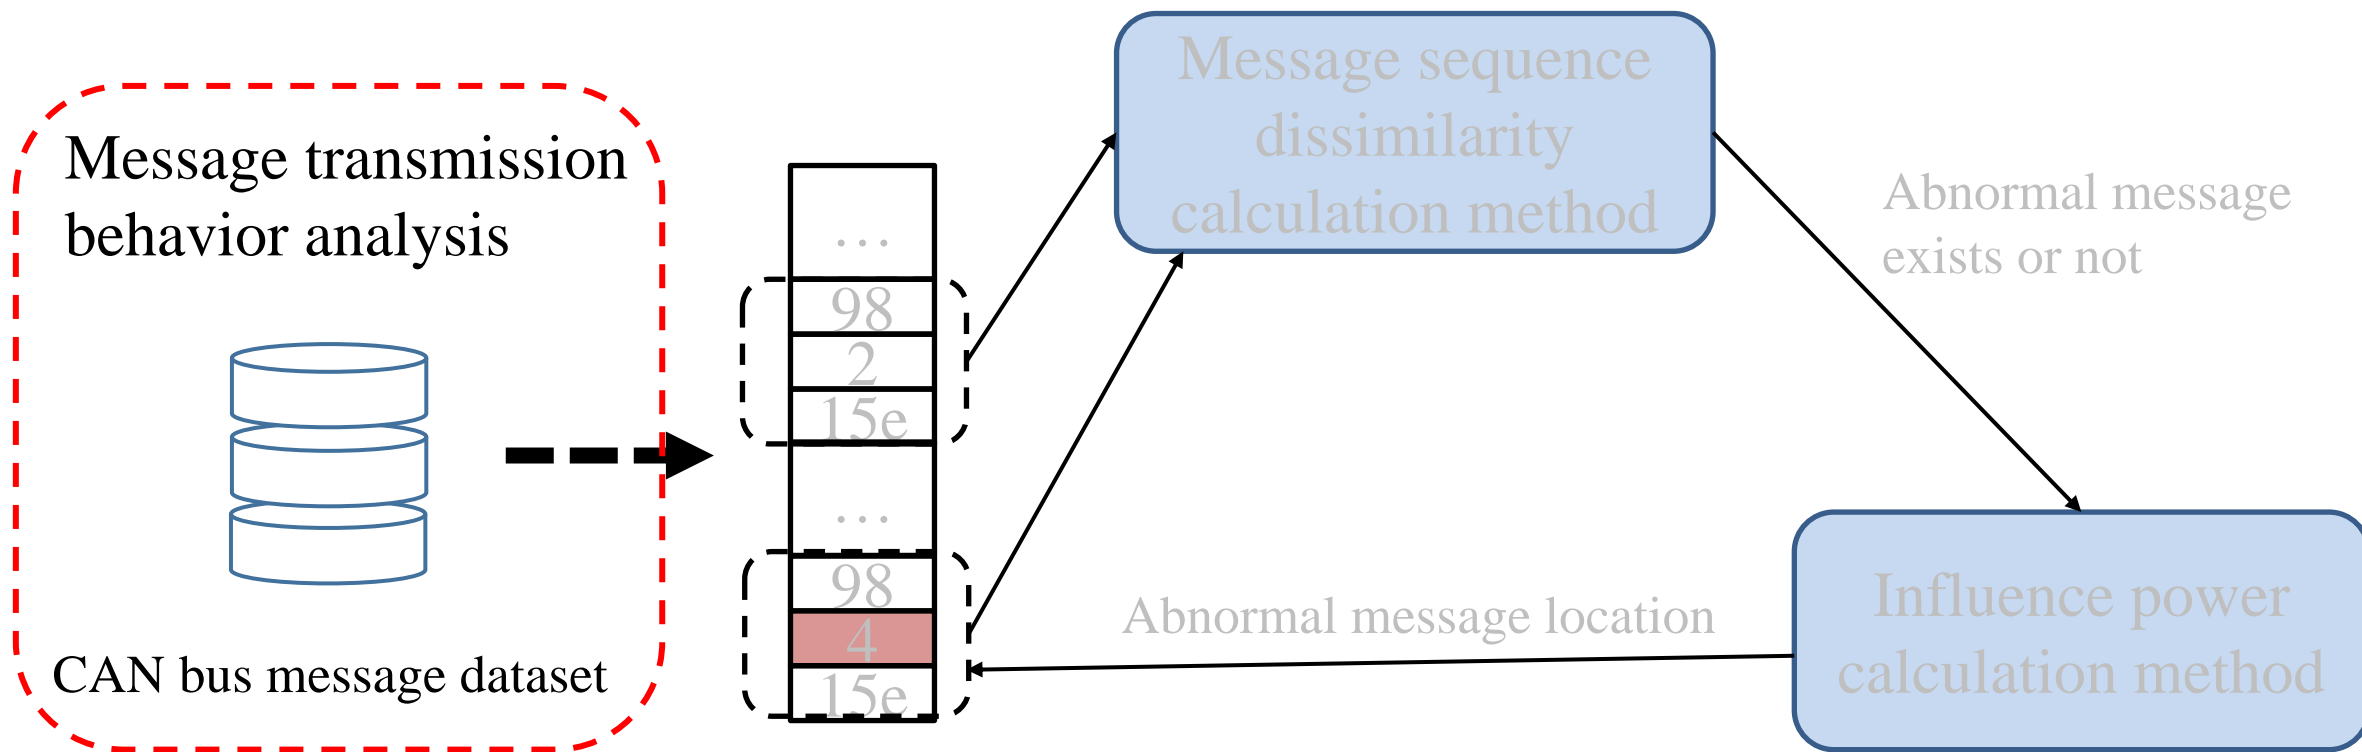 Message transmission
behavior analysis
CAN bus message dataset
…
98
2
15e
…
98
4
15e
Message sequence
dissimilarity
calculation method
Abnormal message
exists or not
Abnormal message location
Influence power
calculation method